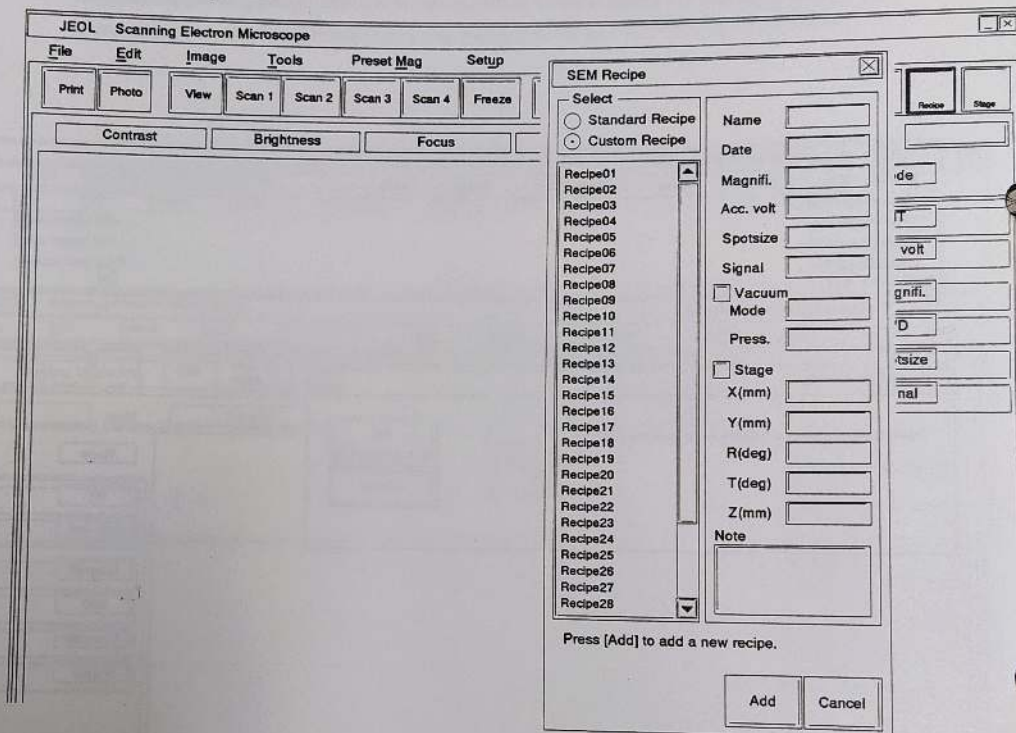 JEOL Scanning Electron Microscope
File Edit Image Tools Preset Mag Setup
Print Photo View Scan 1 Scan 2 Scan 3 Scan 4 Freeze
Contrast Brightness Focus
SEM Recipe
Select
Standard Recipe
Custom Recipe
Recipe01
Recipe02
Recipe03
Recipe04
Recipe05
Recipe06
Recipe07
Recipe08
Recipe09
Recipe10
Recipe11
Recipe12
Recipe13
Recipe14
Recipe15
Recipe16
Recipe17
Recipe18
Recipe19
Recipe20
Recipe21
Recipe22
Recipe23
Recipe24
Recipe25
Recipe26
Recipe27
Recipe28
Name
Date
Magnifi.
Acc. volt
Spotsize
Signal
Vacuum
Mode
Press.
Stage
X(mm)
Y(mm)
R(deg)
T(deg)
Z(mm)
Note
Press [Add] to add a new recipe.
Add Cancel
Recipe Stage
de
T
volt
gnifi.
D
tsize
nal